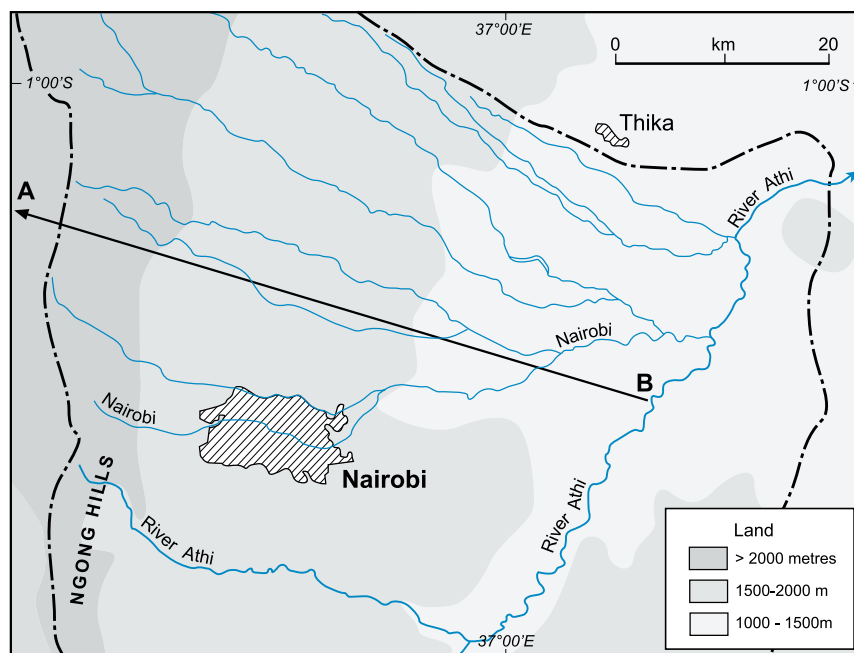 37°00'E
0 km 20
1°00'S
1°00'S
Thika
A
River Athi
Nairobi
B
Nairobi
Nairobi
NGONG HILLS
River Athi
River Athi
Land
> 2000 metres
1500-2000 m
1000 - 1500m
37°00'E